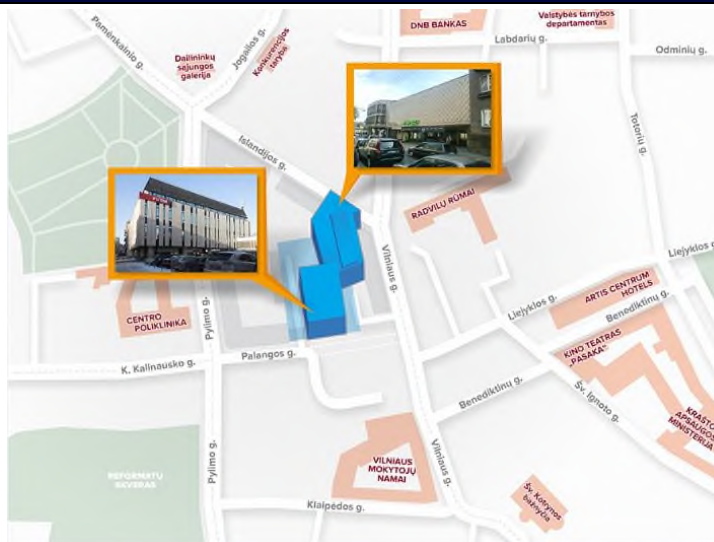 DNB BANKAS
Valstybės tarnybos
departamentas
Labdarių g.
Odminių g.
Pamėnkalnio g.
Jogailos g.
Konkurencijos
taryba
Dailininkų
sąjungos
galerija
Islandijos g.
Totorių g.
RADVILŲ RŪMAI
Vilniaus g.
Liejyklos g.
Liejyklos g.
ARTIS CENTRUM
HOTELS
Benediktinų g.
CENTRO
POLIKLINIKA
Pylimo g.
Palangos g.
K. Kalinausko g.
KINO TEATRAS
„PASAKA"
Benediktinų g.
Šv. Ignoto g.
KRAŠTO
APSAUGOS
MINISTERIJA
REFORMATŲ
SKVERAS
Pylimo g.
VILNIAUS
MOKYTOJŲ
NAMAI
Vilniaus g.
Klaipėdos g.
Šv. Kotrynos
bažnyčia